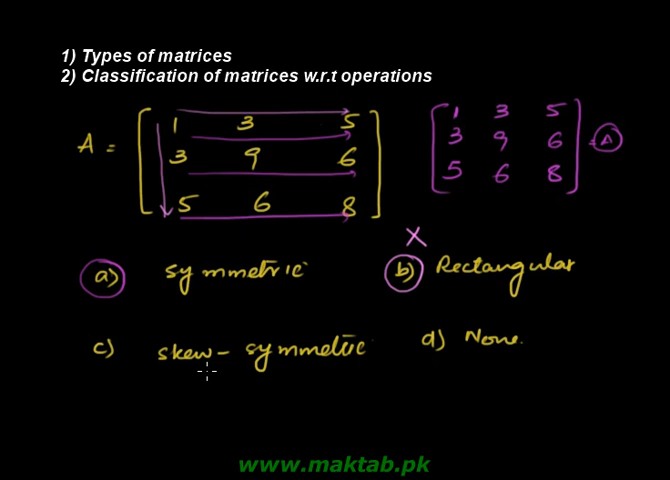 1) Types of matrices
2) Classification of matrices w.r.t operations
1 3 5 1 3 5
A = 3 9 6 3 9 6 = A
5 6 8 5 6 8
X
a) symmetric b) Rectangular
c) skew - symmetric d) None.
www.maktab.pk